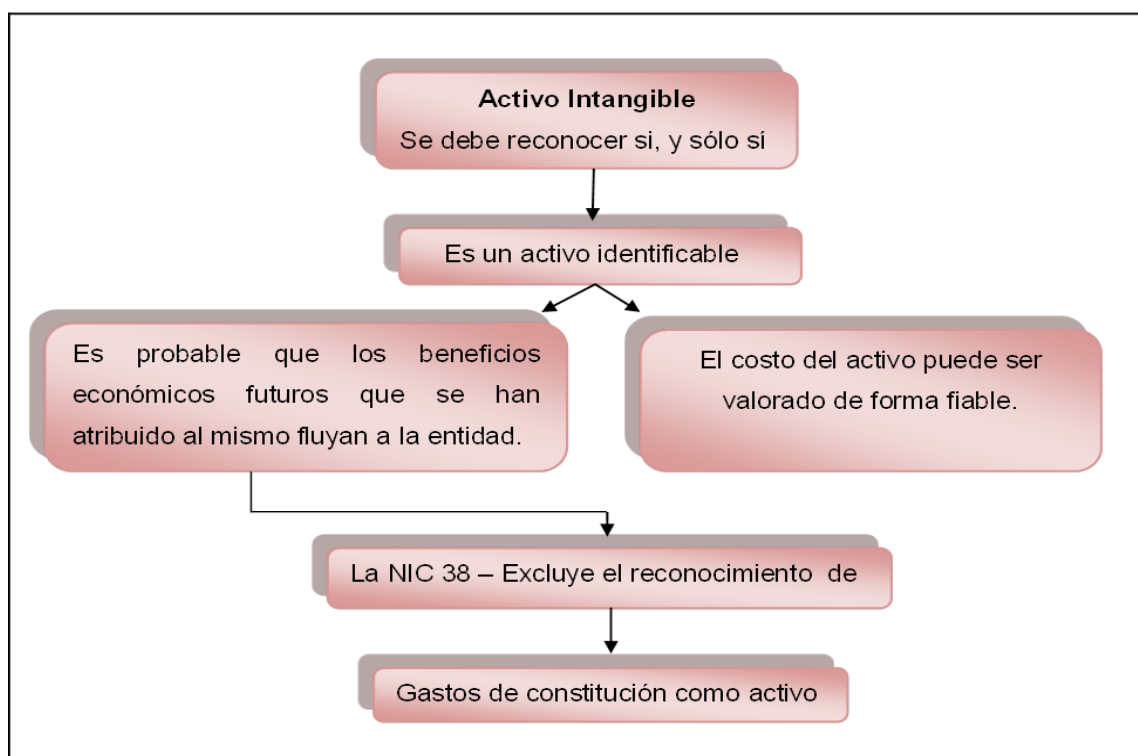 Activo Intangible
Se debe reconocer si, y sólo sí
Es un activo identificable
Es probable que los beneficios
económicos futuros que se han
atribuido al mismo fluyan a la entidad.
El costo del activo puede ser
valorado de forma fiable.
La NIC 38 – Excluye el reconocimiento de
Gastos de constitución como activo